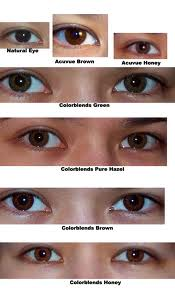 Natural Eye
Acuvue Brown
Acuvue Honey
Colorblends Green
Colorblends Pure Hazel
Colorblends Brown
Colorblends Honey